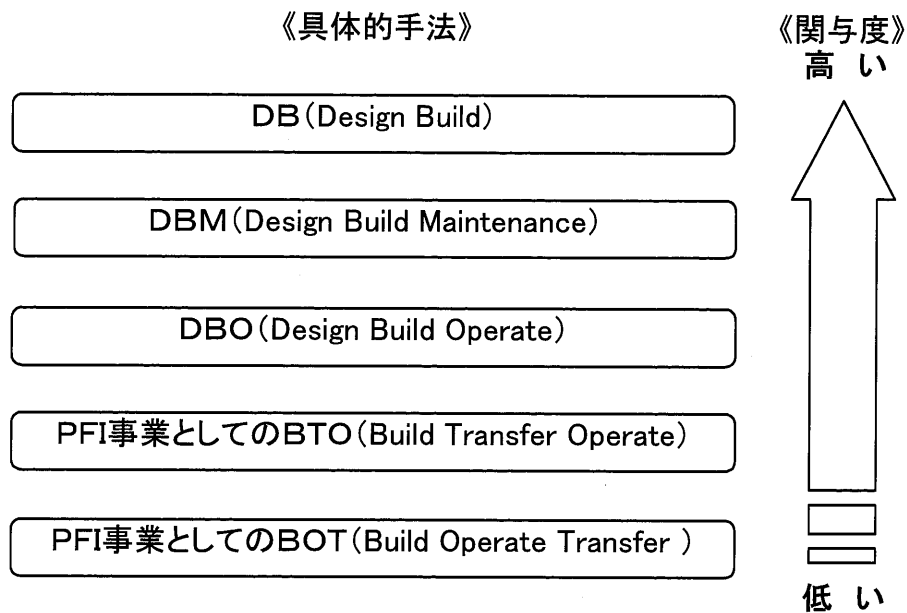 《具体的手法》
《関与度》
高 い
DB(Design Build)
DBM(Design Build Maintenance)
DBO(Design Build Operate)
PFI事業としてのBTO(Build Transfer Operate)
PFI事業としてのBOT(Build Operate Transfer )
低 い